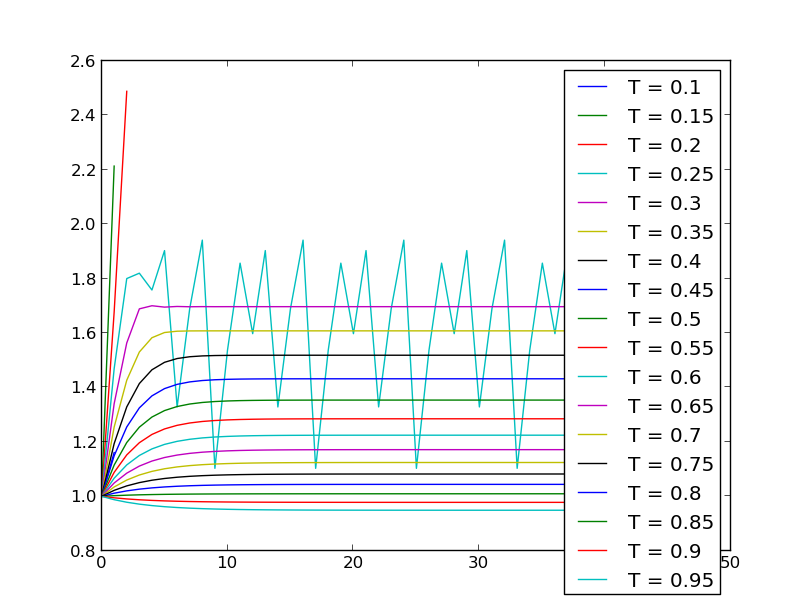 2.6
2.4
2.2
2.0
1.8
1.6
1.4
1.2
1.0
0.8
0
10
20
30
50
T = 0.1
T = 0.15
T = 0.2
T = 0.25
T = 0.3
T = 0.35
T = 0.4
T = 0.45
T = 0.5
T = 0.55
T = 0.6
T = 0.65
T = 0.7
T = 0.75
T = 0.8
T = 0.85
T = 0.9
T = 0.95